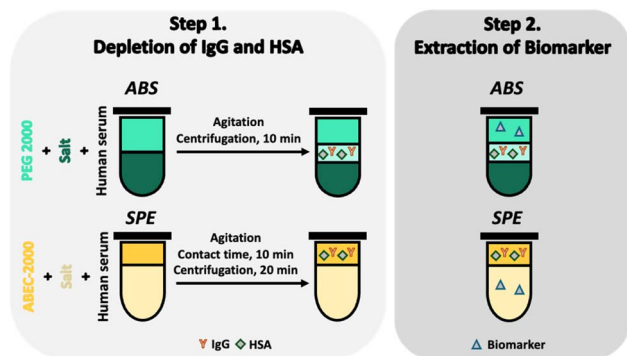 Step 1.
Depletion of IgG and HSA
Step 2.
Extraction of Biomarker
PEG 2000
+
Salt
+
Human serum
ABS
Agitation
Centrifugation, 10 min
ABS
ABEC-2000
+
Salt
+
Human serum
SPE
Agitation
Contact time, 10 min
Centrifugation, 20 min
SPE
IgG HSA
Biomarker